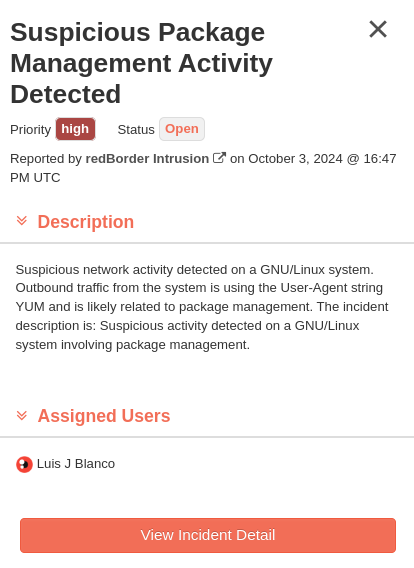 Suspicious Package
Management Activity
Detected
Priority high Status Open
Reported by redBorder Intrusion on October 3, 2024 @ 16:47
PM UTC
Description
Suspicious network activity detected on a GNU/Linux system.
Outbound traffic from the system is using the User-Agent string
YUM and is likely related to package management. The incident
description is: Suspicious activity detected on a GNU/Linux
system involving package management.
Assigned Users
Luis J Blanco
View Incident Detail